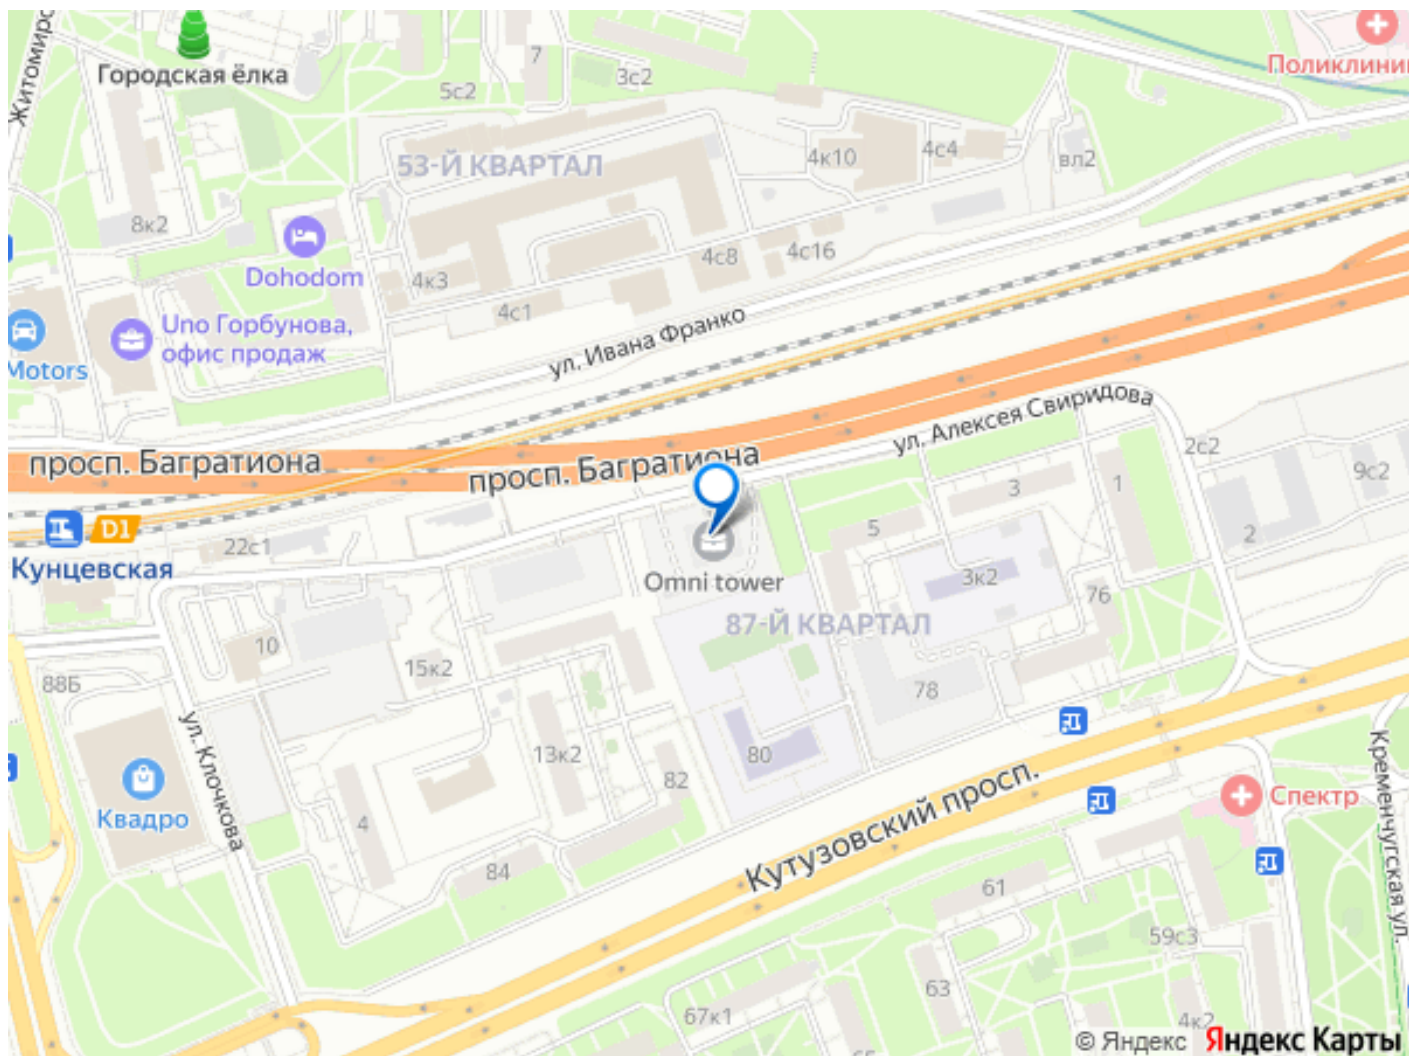 Житомирс
Городская ёлка
7
3с2
5с2
Поликлини
53-Й КВАРТАЛ
4к10
4с4
вл2
8к2
Dohodom
4к3
4с8
4с16
4с1
Uno Горбунова,
офис продаж
Motors
ул. Ивана Франко
ул. Алексея Свиридова
просп. Багратиона
просп. Багратиона
2с2
9с2
3
1
5
2
D1
Кунцевская
22с1
Omni tower
3к2
76
87-Й КВАРТАЛ
10
15к2
88Б
78
ул. Клочкова
13к2
80
82
Квадро
4
84
Кутузовский просп.
Спектр
Кременчугская ул.
61
59с3
63
67к1
4к2
© Яндекс Яндекс Карты